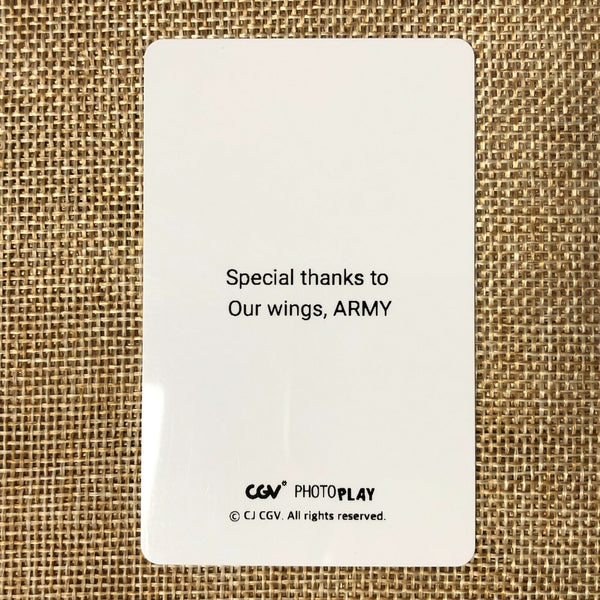 Special thanks to
Our wings, ARMY
CGV PHOTOPLAY
© CJ CGV. All rights reserved.